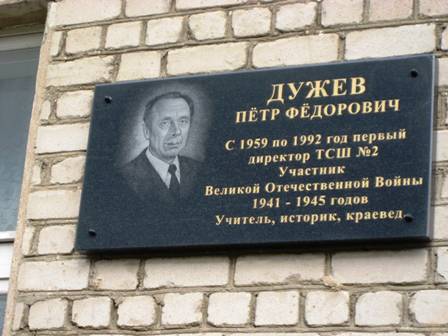 ДУЖЕВ
ПЁТР ФЁДОРОВИЧ
С 1959 по 1992 год первый
директор ТСШ №2
Участник
Великой Отечественной Войны
1941 - 1945 годов
Учитель, историк, краевед.